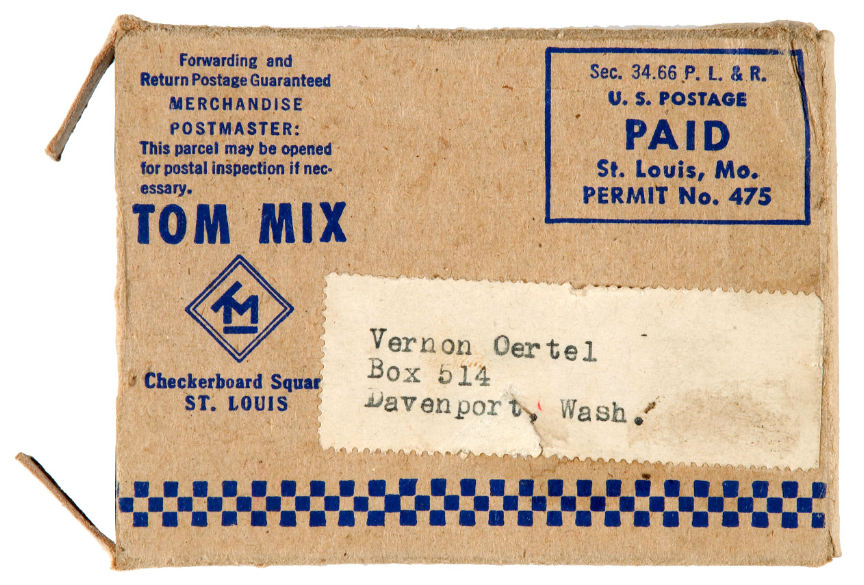 Forwarding and
Return Postage Guaranteed
MERCHANDISE
POSTMASTER:
This parcel may be opened
for postal inspection if nec-
essary.
TOM MIX
TM
Checkerboard Squar
ST. LOUIS
Sec. 34.66 P. L. & R.
U. S. POSTAGE
PAID
St. Louis, Mo.
PERMIT No. 475
Vernon Oertel
Box 514
Davenport, Wash.